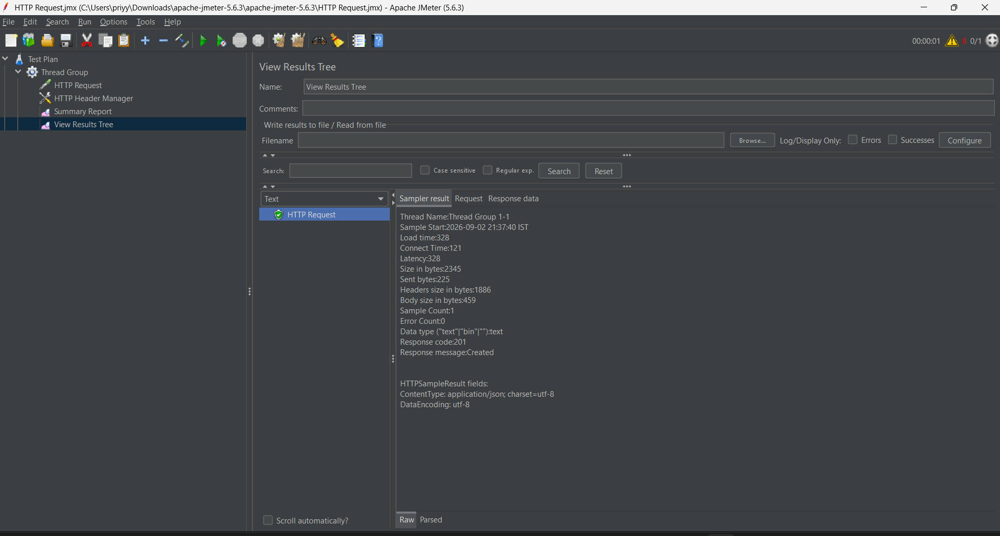 HTTP Request.jmx (C:\Users\priyy\Downloads\apache-jmeter-5.6.3\apache-jmeter-5.6.3\HTTP Request.jmx) - Apache JMeter (5.6.3)
File Edit Search Run Options Tools Help
STOP
00:00:01 8 0/1
Test Plan
Thread Group
HTTP Request
HTTP Header Manager
Summary Report
View Results Tree
View Results Tree
Name: View Results Tree
Comments:
Write results to file / Read from file
Filename Browse... Log/Display Only: Errors Successes Configure
Search: Case sensitive Regular exp. Search Reset
Text
HTTP Request
Scroll automatically?
Sampler result Request Response data
Thread Name:Thread Group 1-1
Sample Start:2026-09-02 21:37:40 IST
Load time:328
Connect Time:121
Latency:328
Size in bytes:2345
Sent bytes:225
Headers size in bytes:1886
Body size in bytes:459
Sample Count:1
Error Count:0
Data type ("text"|"bin"|""):text
Response code:201
Response message:Created
HTTPSampleResult fields:
ContentType: application/json; charset=utf-8
DataEncoding: utf-8
Raw Parsed